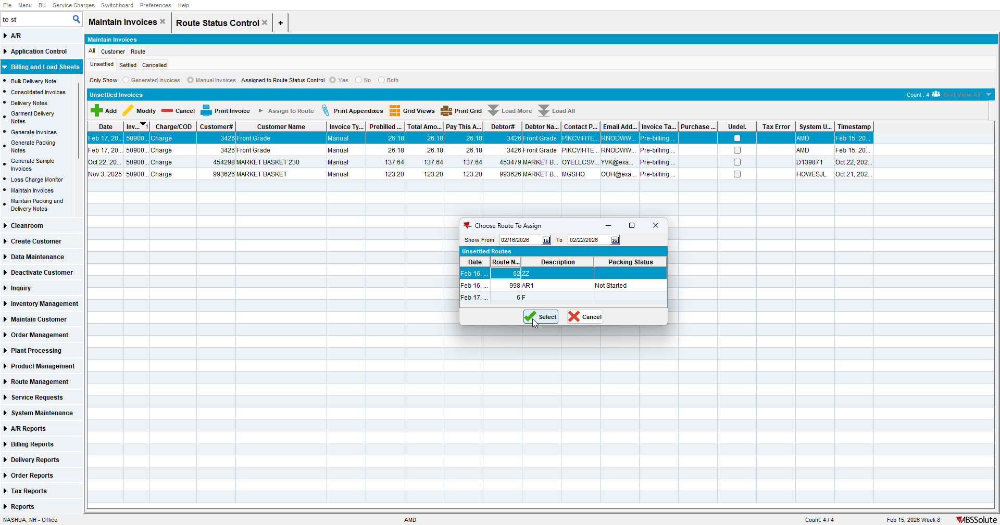 File Menu BU Service Charges Switchboard Preferences Help
te st
Maintain Invoices
Route Status Control
+
A/R
Application Control
Billing and Load Sheets
Bulk Delivery Note
Consolidated Invoices
Delivery Notes
Garment Delivery
Notes
Generate Invoices
Generate Packing
Notes
Generate Sample
Invoices
Loss Charge Monitor
Maintain Invoices
Maintain Packing and
Delivery Notes
Cleanroom
Create Customer
Data Maintenance
Deactivate Customer
Inquiry
Inventory Management
Maintain Customer
Order Management
Plant Processing
Product Management
Route Management
Service Requests
System Maintenance
A/R Reports
Billing Reports
Delivery Reports
Order Reports
Tax Reports
Reports
Maintain Invoices
All Customer Route
Unsettled Settled Cancelled
Only Show Generated Invoices Manual Invoices Assigned to Route Status Control Yes No Both
Unsettled Invoices Count : 4 Grid View All
Add Modify Cancel Print Invoice Assign to Route Print Appendixes Grid Views Print Grid Load More Load All
Date Inv... 1 Charge/COD Customer# Customer Name Invoice Ty... Prebilled ... Total Amo... Pay This A... Debtor# Debtor Na... Contact P... Email Add... Invoice Ta... Purchase ... Undel. Tax Error System U... Timestamp
Feb 17, 20... 50900... Charge 3426 Front Grade Manual 26.18 26.18 26.18 3426 Front Grade PIKCVIHTE... RNODWW... Pre-billing ... AMD Feb 15, 20...
Feb 17, 20... 50900... Charge 3426 Front Grade Manual 26.18 26.18 26.18 3426 Front Grade PIKCVIHTE... RNODWW... Pre-billing ... AMD Feb 15, 20...
Oct 22, 20... 50900... Charge 454298 MARKET BASKET 230 Manual 137.64 137.64 137.64 453479 MARKET B... OYELLCSV... YVK@exa... Pre-billing ... D139871 Oct 22, 202...
Nov 3, 2025 50900... Charge 993626 MARKET BASKET Manual 123.20 123.20 123.20 993626 MARKET B... MGSHO OOH@exa... Pre-billing ... HOWESJL Oct 21, 202...
Choose Route To Assign
Show From 02/16/2026 16 To 02/22/2026 16
Unsettled Routes
Date Route N... Description Packing Status
Feb 16, ... 62 ZZ
Feb 16, ... 998 AR1 Not Started
Feb 17, ... 6 F
Select Cancel
NASHUA, NH - Office AMD Count: 4 / 4 Feb 15, 2026 Week 8 ABSSolute